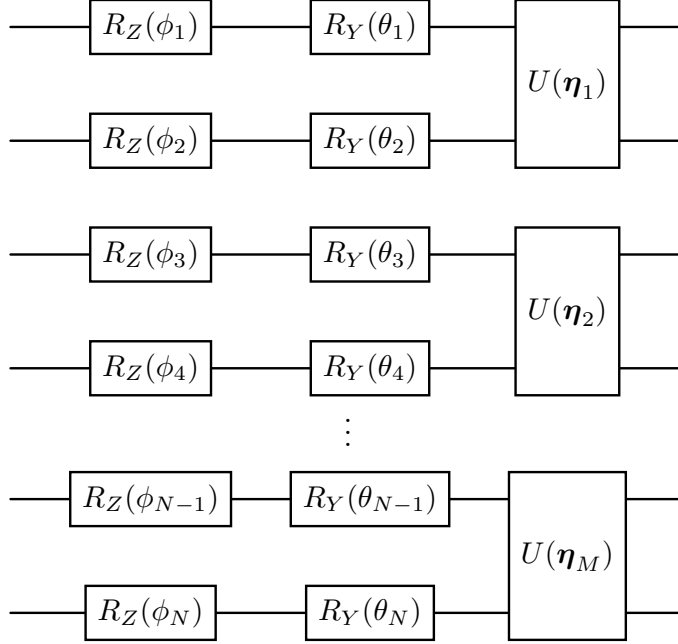 R_Z(ϕ_1) R_Y(θ_1)
U(η_1)
R_Z(ϕ_2) R_Y(θ_2)
R_Z(ϕ_3) R_Y(θ_3)
U(η_2)
R_Z(ϕ_4) R_Y(θ_4)
⋮
R_Z(ϕ_{N−1}) R_Y(θ_{N−1})
U(η_M)
R_Z(ϕ_N) R_Y(θ_N)